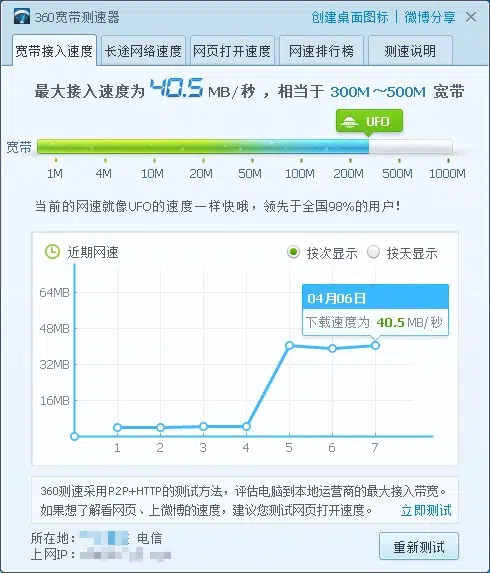 360宽带测速器
创建桌面图标 | 微博分享
宽带接入速度 长途网络速度 网页打开速度 网速排行榜 测速说明
最大接入速度为 40.5 MB/秒 ，相当于 300M～500M 宽带
UFO
宽带
1M 4M 10M 20M 50M 100M 200M 500M 1000M
当前的网速就像UFO的速度一样快哦，领先于全国98%的用户！
近期网速 按次显示 按天显示
64MB
48MB
32MB
16MB
04月06日
下载速度为 40.5MB/秒
1 2 3 4 5 6 7
360测速采用P2P+HTTP的测试方法，评估电脑到本地运营商的最大接入带宽。
如果想了解看网页、上微博的速度，建议您测试网页打开速度。 立即测试
所在地： 电信
上网IP：
重新测试